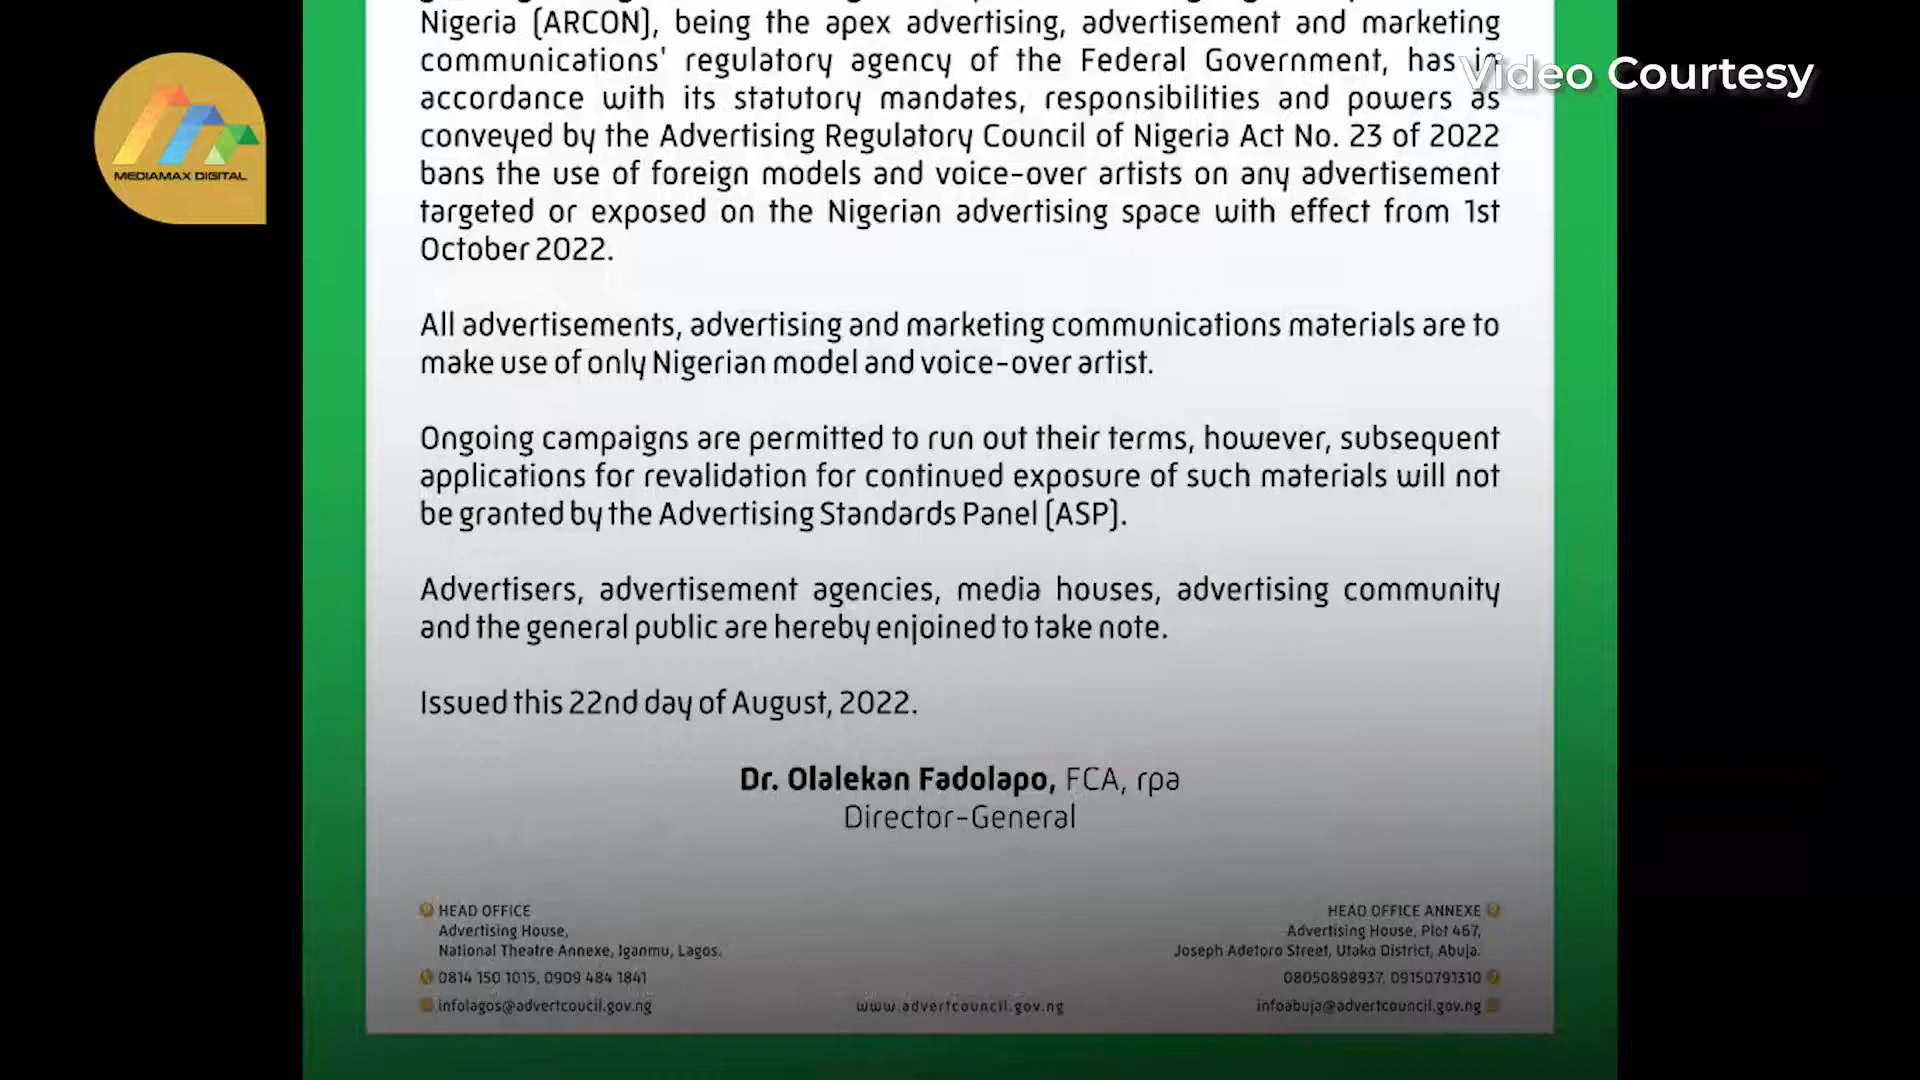 Nigeria (ARCON), being the apex advertising, advertisement and marketing
communications' regulatory agency of the Federal Government, has in
Video Courtesy
accordance with its statutory mandates, responsibilities and powers as
conveyed by the Advertising Regulatory Council of Nigeria Act No. 23 of 2022
bans the use of foreign models and voice-over artists on any advertisement
targeted or exposed on the Nigerian advertising space with effect from 1st
October 2022.
MEDIAMAX DIGITAL
All advertisements, advertising and marketing communications materials are to
make use of only Nigerian model and voice-over artist.
Ongoing campaigns are permitted to run out their terms, however, subsequent
applications for revalidation for continued exposure of such materials will not
be granted by the Advertising Standards Panel (ASP).
Advertisers, advertisement agencies, media houses, advertising community
and the general public are hereby enjoined to take note.
Issued this 22nd day of August, 2022.
Dr. Olalekan Fadolapo, FCA, rpa
Director-General
HEAD OFFICE
Advertising House,
National Theatre Annexe, Iganmu, Lagos.
0814 150 1015, 0909 484 1841
infolagos@advertcoucil.gov.ng
www.advertcouncil.gov.ng
HEAD OFFICE ANNEXE
Advertising House, Plot 467,
Joseph Adetoro Street, Utako District, Abuja.
08050898937, 09150791310
infoabuja@advertcouncil.gov.ng